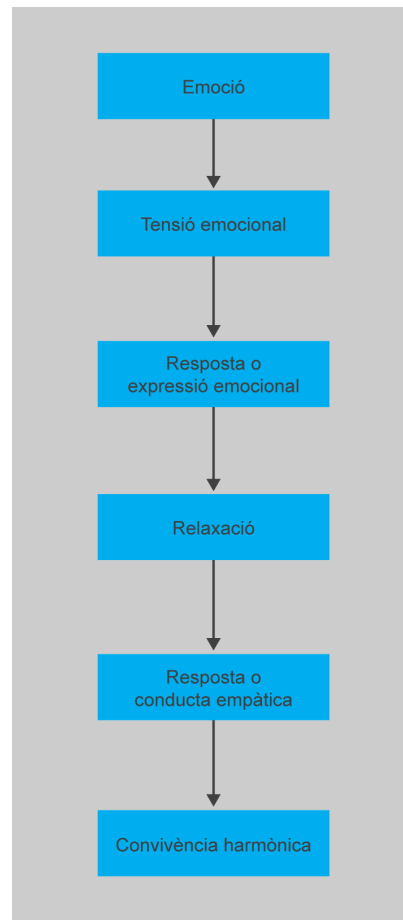 Emoció
Tensió emocional
Resposta o
expressió emocional
Relaxació
Resposta o
conducta empàtica
Convivència harmònica